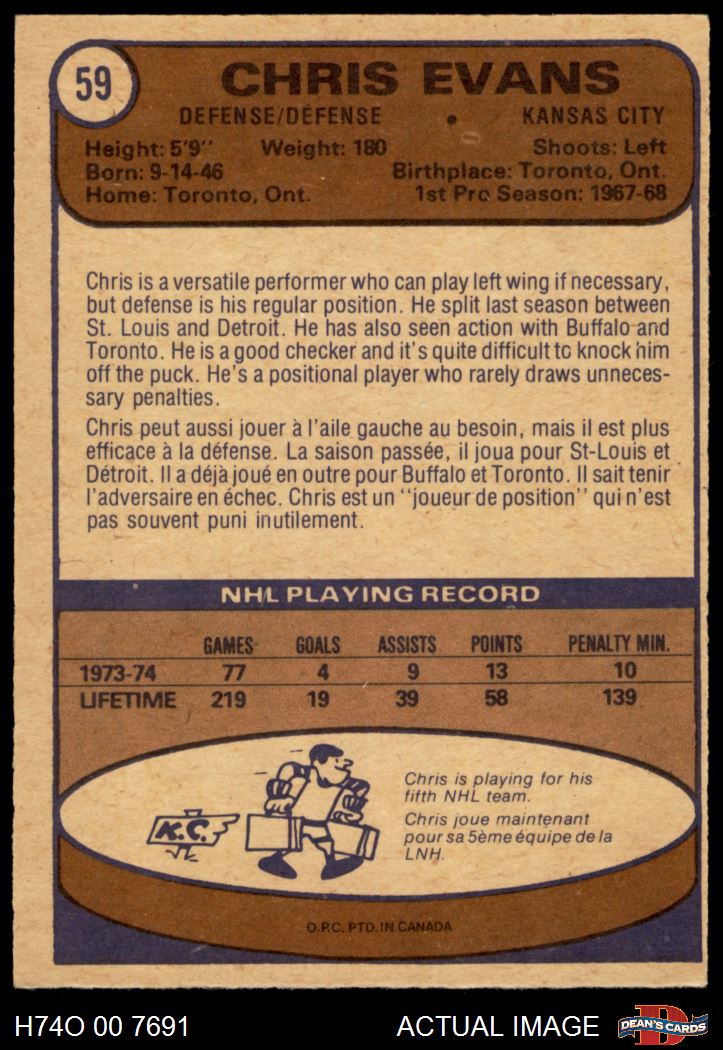 59
CHRIS EVANS
DEFENSE/DÉFENSE • KANSAS CITY
Height: 5'9'' Weight: 180 Shoots: Left
Born: 9-14-46 Birthplace: Toronto, Ont.
Home: Toronto, Ont. 1st Pro Season: 1967-68
Chris is a versatile performer who can play left wing if necessary,
but defense is his regular position. He split last season between
St. Louis and Detroit. He has also seen action with Buffalo and
Toronto. He is a good checker and it's quite difficult to knock him
off the puck. He's a positional player who rarely draws unneces-
sary penalties.
Chris peut aussi jouer à l'aile gauche au besoin, mais il est plus
efficace à la défense. La saison passée, il joua pour St-Louis et
Détroit. Il a déjà joué en outre pour Buffalo et Toronto. Il sait tenir
l'adversaire en échec. Chris est un ''joueur de position'' qui n'est
pas souvent puni inutilement.
NHL PLAYING RECORD
GAMES GOALS ASSISTS POINTS PENALTY MIN.
1973-74 77 4 9 13 10
LIFETIME 219 19 39 58 139
K.C.
Chris is playing for his
fifth NHL team.
Chris joue maintenant
pour sa 5ème équipe de la
LNH.
O.P.C. PTD. IN CANADA
H74O 00 7691 ACTUAL IMAGE
D
DEAN'S CARDS